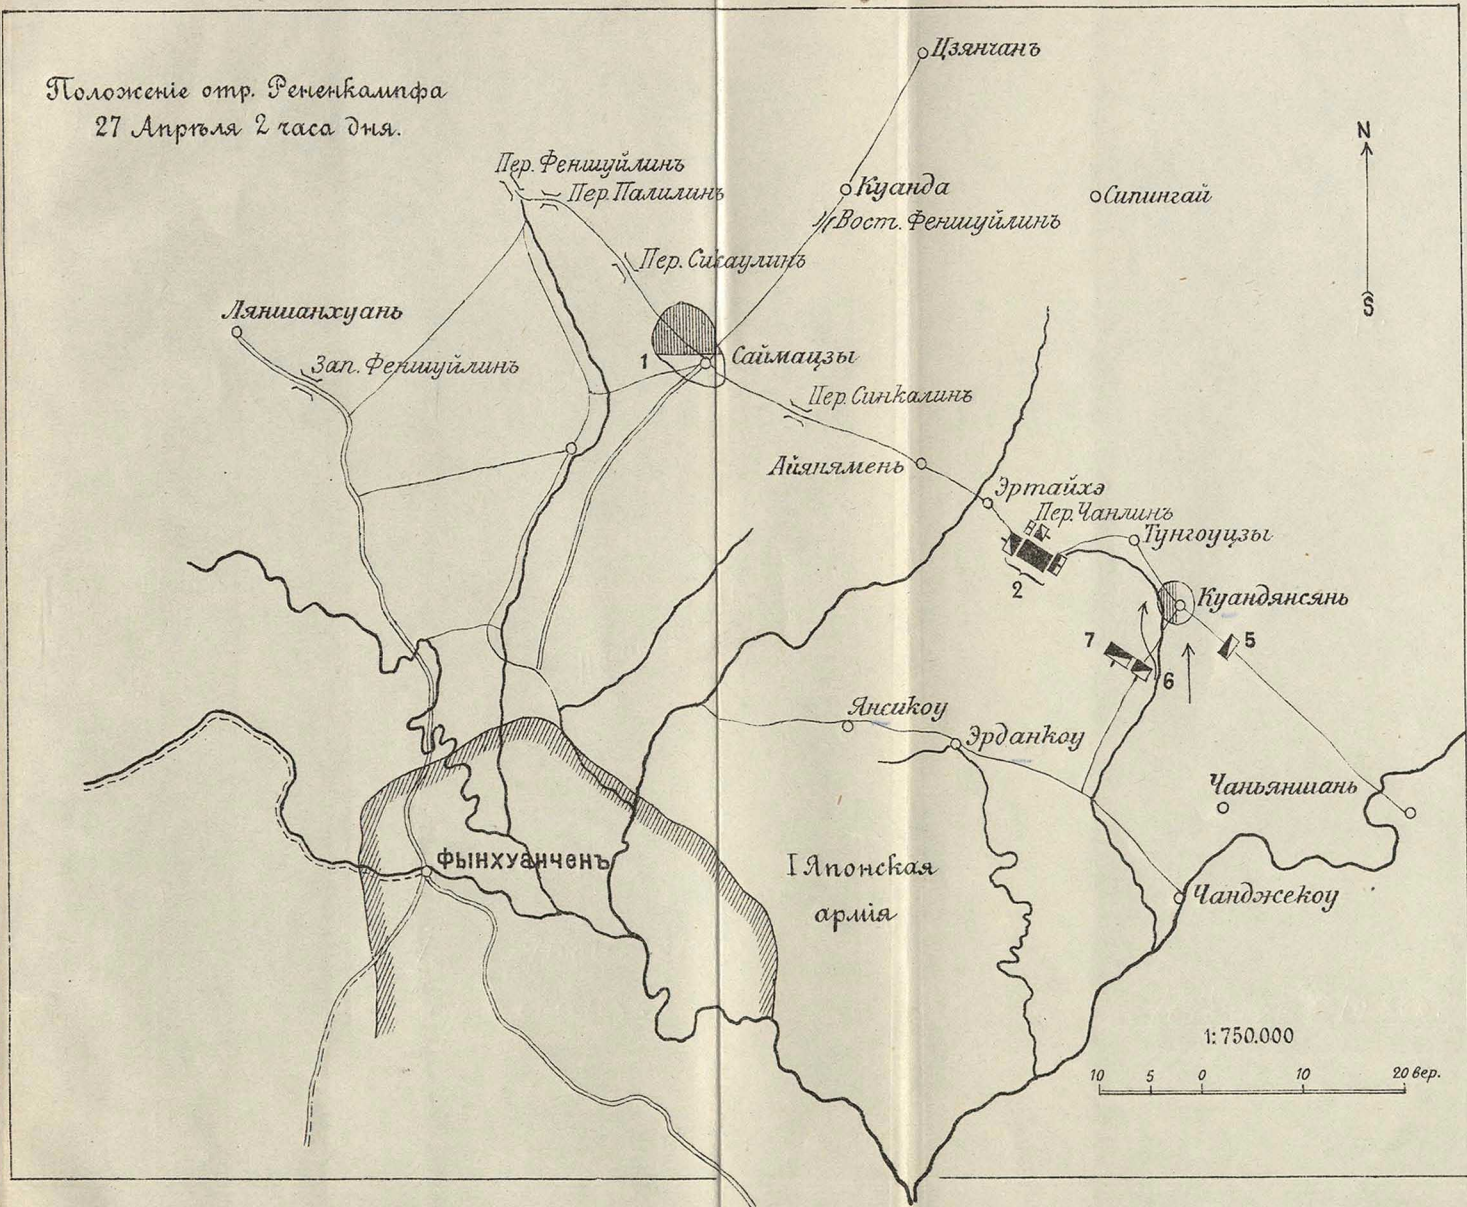 Положеніе отр. Рененкампфа
27 Апрѣля 2 часа дня.
Цзянчан
Пер. Феншуйлинъ
Пер. Палилинъ
Куанда
Вост. Феншуйлинъ
Сипингай
N
S
Пер. Сикаулинъ
Ляншанхуань
Зап. Феншуйлинъ
1
Саймацзы
Пер. Синкалинъ
Айянямень
Эртайхэ
Пер. Чанлинъ
Тунгоуцзы
2
Куандянсянь
5
7
6
Янсикоу
Эрданкоу
Чаньяншань
Фынхуанченъ
I Японская
армія
Чанджекоу
1:750.000
10 5 0 10 20 вер.